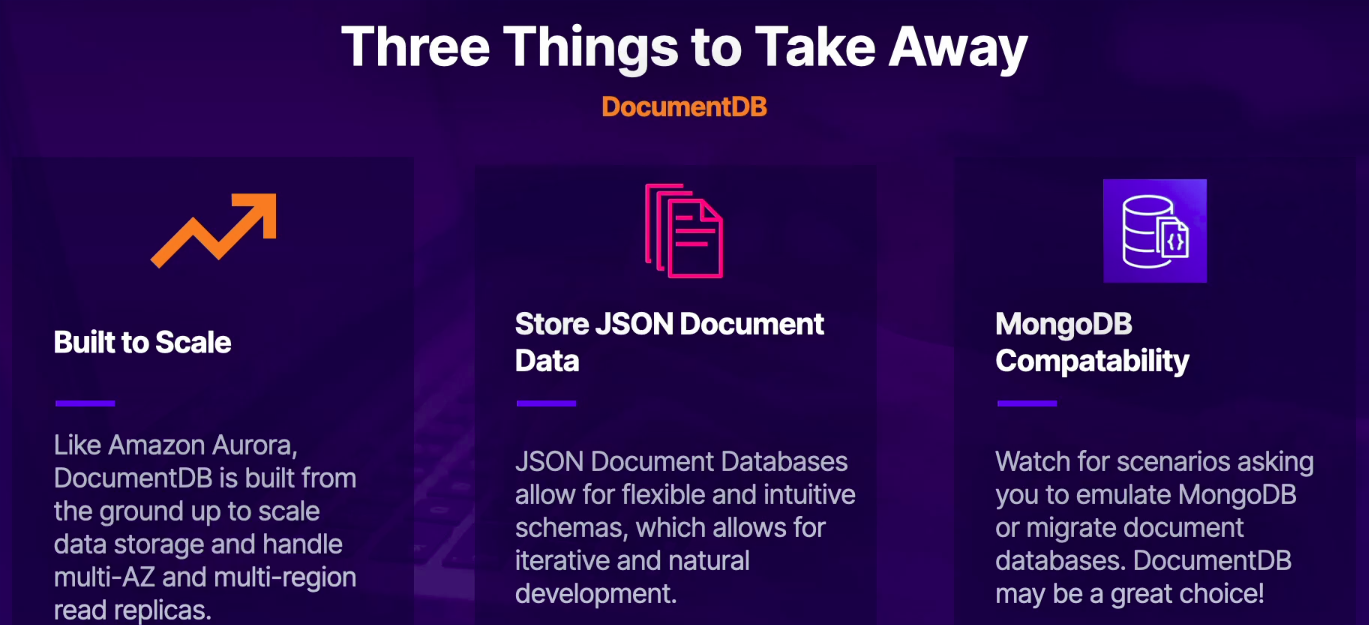 Three Things to Take Away
DocumentDB
Built to Scale
Like Amazon Aurora,
DocumentDB is built from
the ground up to scale
data storage and handle
multi-AZ and multi-region
read replicas.
Store JSON Document
Data
JSON Document Databases
allow for flexible and intuitive
schemas, which allows for
iterative and natural
development.
MongoDB
Compatability
Watch for scenarios asking
you to emulate MongoDB
or migrate document
databases. DocumentDB
may be a great choice!